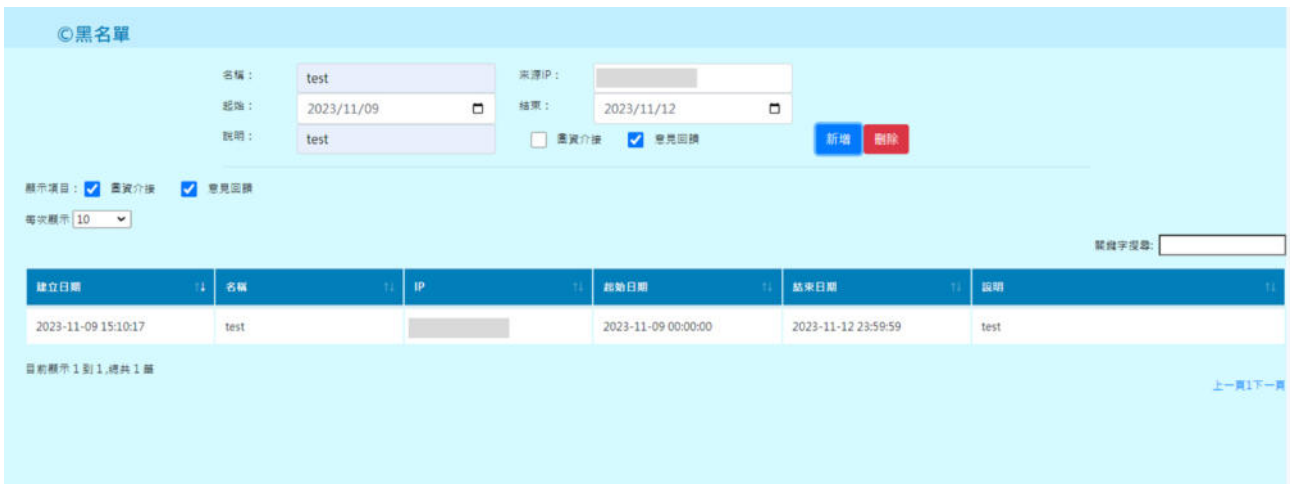 ©黑名單
名稱： test 來源IP：
起始： 2023/11/09 結束： 2023/11/12
說明： test 圖資介接 意見回饋 新增 刪除
顯示項目： 圖資介接 意見回饋
每次顯示 10
關鍵字搜尋:
建立日期 名稱 IP 起始日期 結束日期 說明
2023-11-09 15:10:17 test 2023-11-09 00:00:00 2023-11-12 23:59:59 test
目前顯示 1 到 1 ,總共 1 筆
上一頁1下一頁